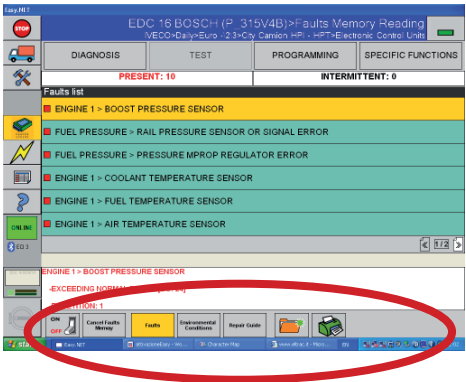 Easy.NET
STOP
EDC 16 BOSCH (P_315V4B)>Faults Memory Reading
IVECO>Daily>Euro
City Camion HPI - HPT>Electronic Control Units
DIAGNOSIS
TEST
PROGRAMMING
SPECIFIC FUNCTIONS
PRESENT: 10
INTERMITTENT: 0
Faults list
ENGINE 1 > BOOST PRESSURE SENSOR
FUEL PRESSURE > RAIL PRESSURE SENSOR OR SIGNAL ERROR
FUEL PRESSURE > PRESSURE MPROP REGULATOR ERROR
ENGINE 1 > COOLANT TEMPERATURE SENSOR
ENGINE 1 > FUEL TEMPERATURE SENSOR
ENGINE 1 > AIR TEMPERATURE SENSOR
ONLINE
1/2
ENGINE 1 > BOOST PRESSURE SENSOR
-EXCEEDING NORMAL
ON
OFF
Cancel Faults Memory
Faults
Environmental Conditions
Repair Guide
Easy.NET
Character Map
EN